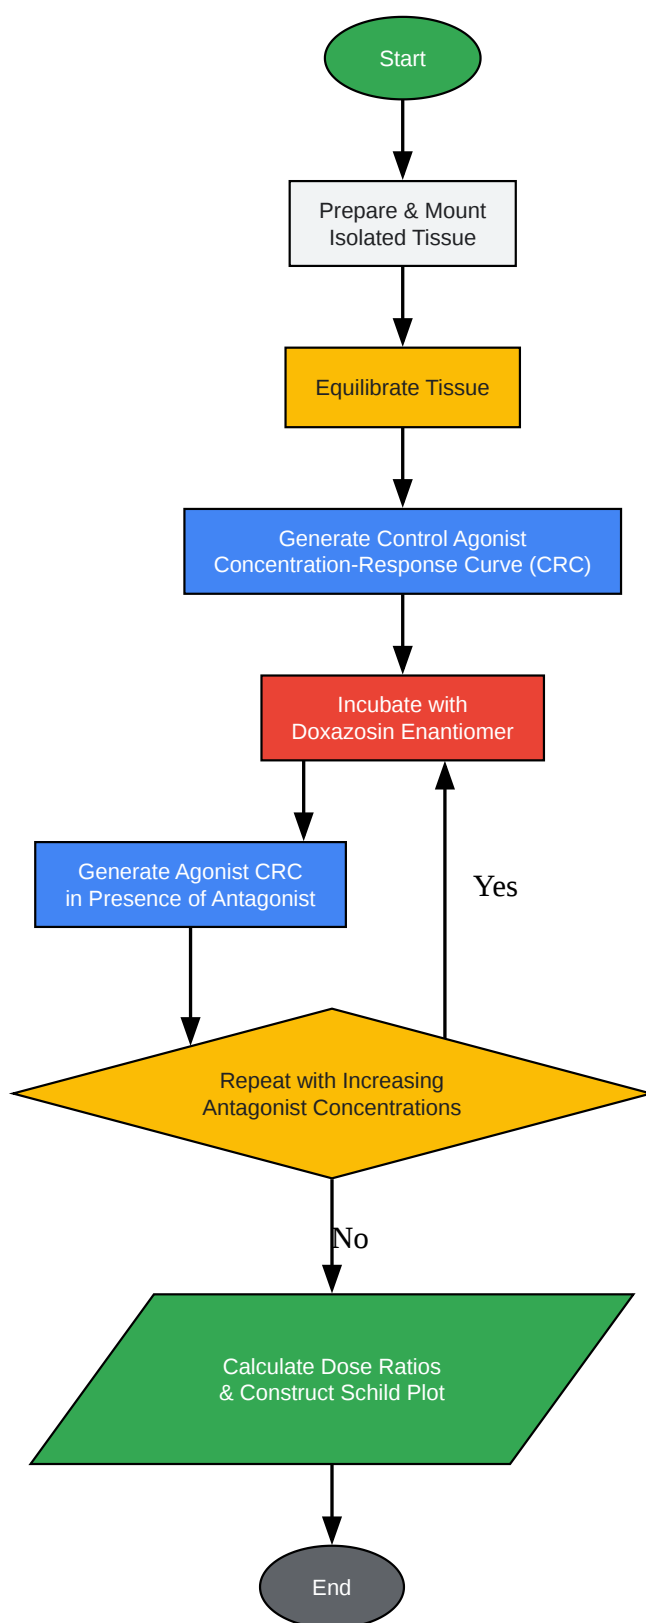 Start
Prepare & Mount
Isolated Tissue
Equilibrate Tissue
Generate Control Agonist
Concentration-Response Curve (CRC)
Incubate with
Doxazosin Enantiomer
Generate Agonist CRC
in Presence of Antagonist
Yes
Repeat with Increasing
Antagonist Concentrations
No
Calculate Dose Ratios
& Construct Schild Plot
End